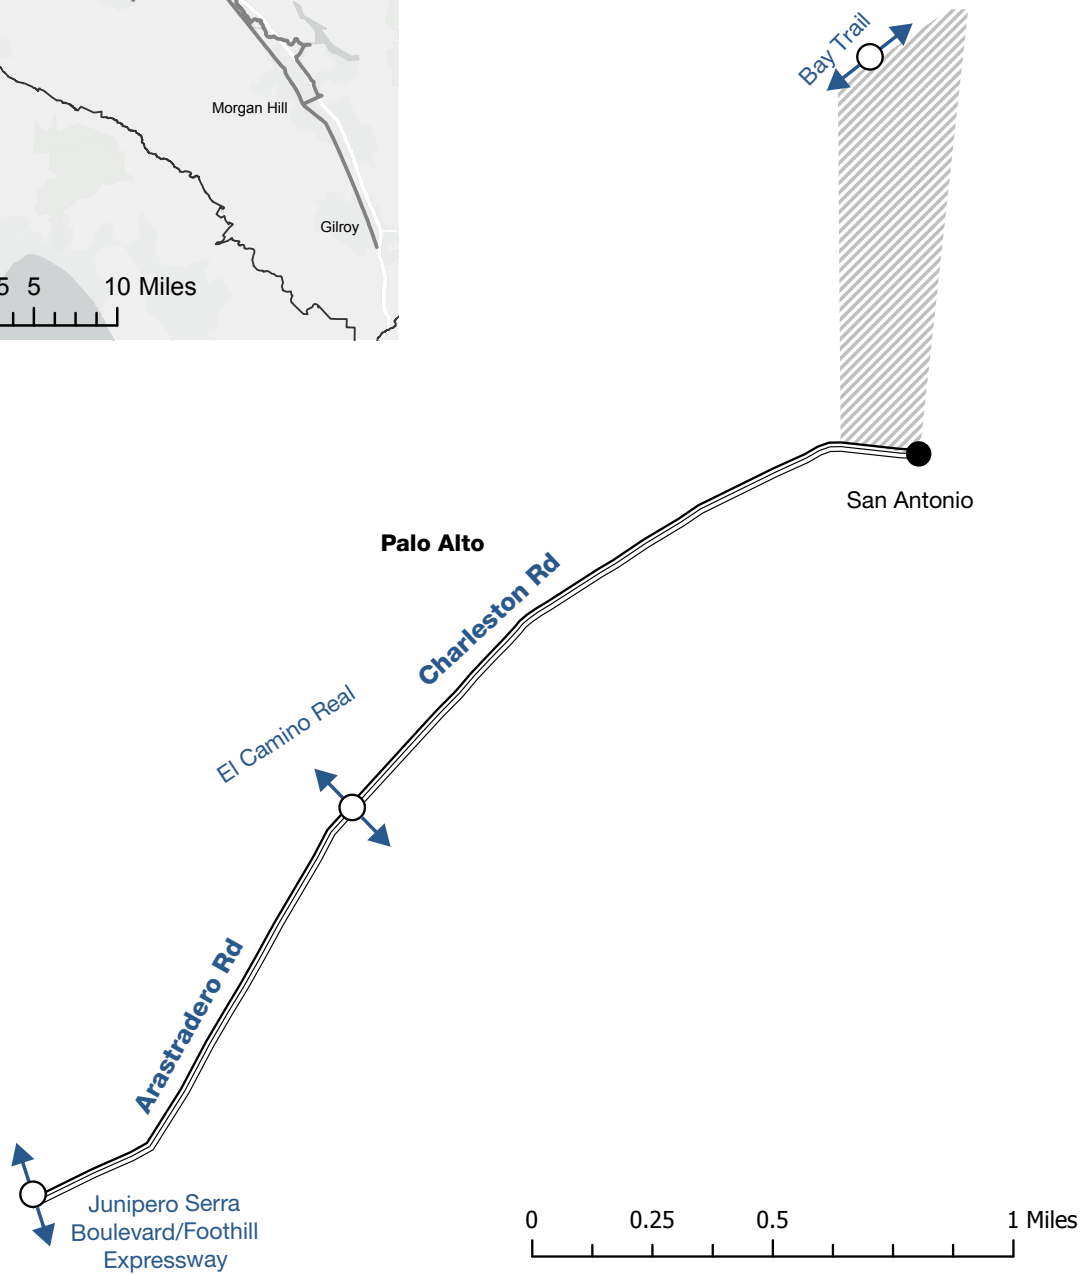 Bay Trail
Morgan Hill
Gilroy
5 5 10 Miles
San Antonio
Palo Alto
Charleston Rd
El Camino Real
Arastradero Rd
Junipero Serra
Boulevard/Foothill
Expressway
0 0.25 0.5 1 Miles